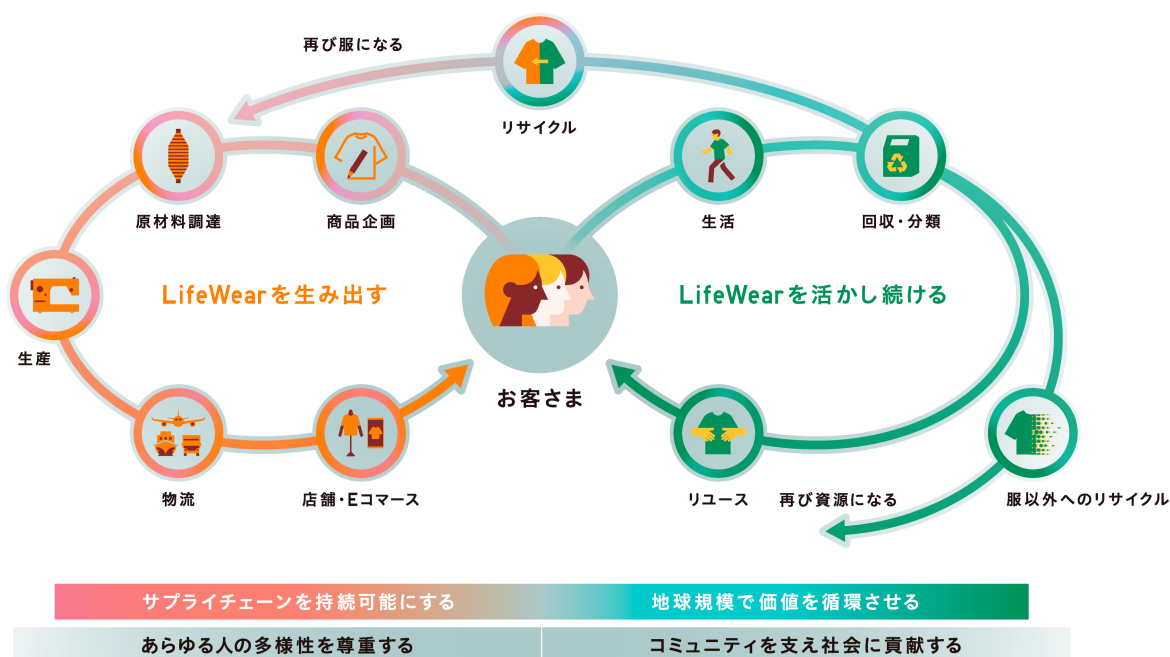 再び服になる
リサイクル
原材料調達
商品企画
生活
回収・分類
LifeWearを生み出す
LifeWearを活かし続ける
生産
お客さま
物流
店舗・Eコマース
リユース
再び資源になる
服以外へのリサイクル
サプライチェーンを持続可能にする
地球規模で価値を循環させる
あらゆる人の多様性を尊重する
コミュニティを支え社会に貢献する